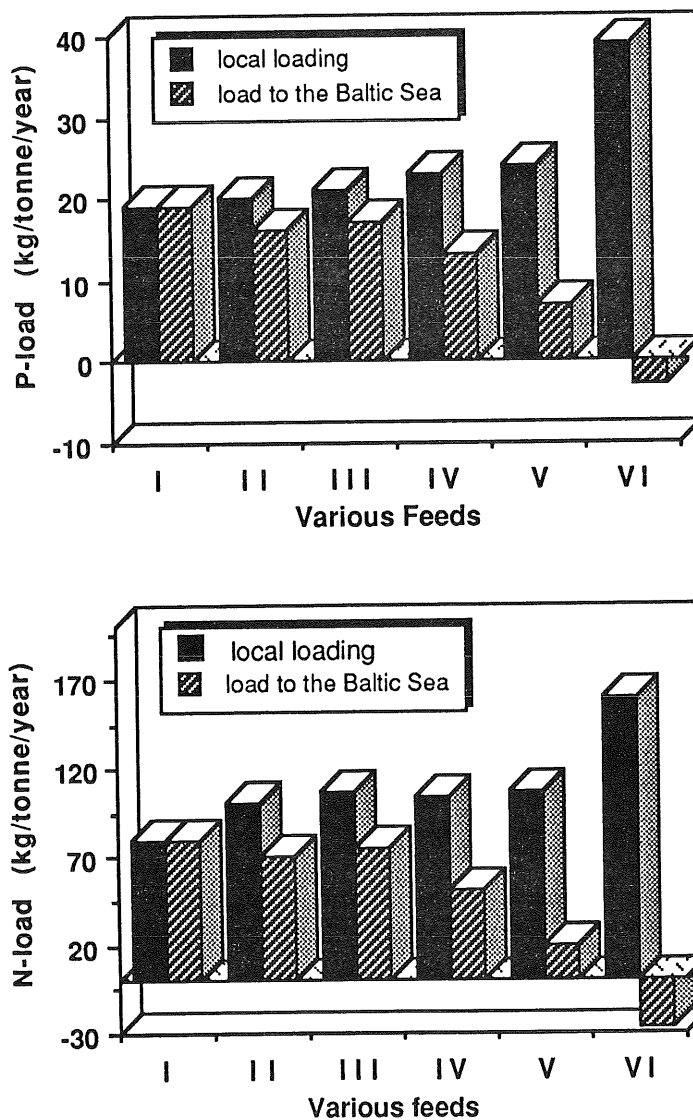 40
30
20
10
0
-10
P-load (kg/tonne/year)
local loading
load to the Baltic Sea
I II III IV V VI
Various Feeds
170
120
70
20
-30
N-load (kg/tonne/year)
local loading
load to the Baltic Sea
I II III IV V VI
Various feeds